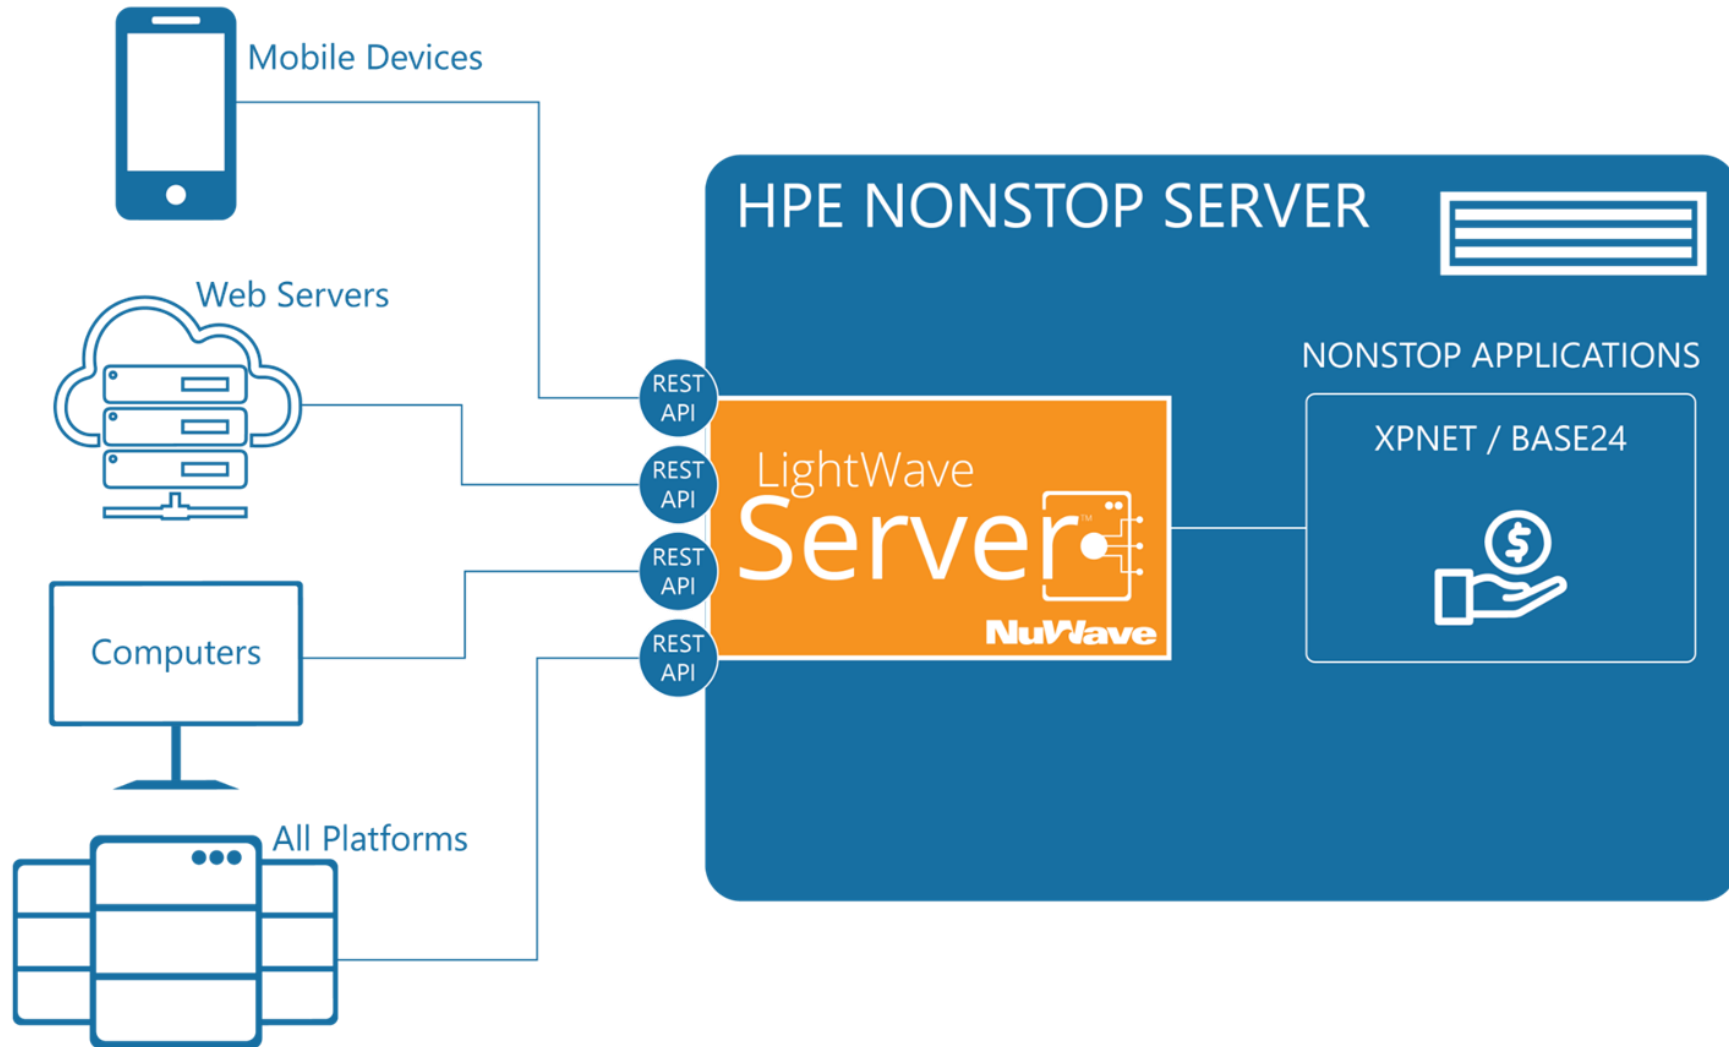 Mobile Devices
Web Servers
Computers
All Platforms
HPE NONSTOP SERVER
REST
API
REST
API
REST
API
REST
API
LightWave
Server™
NuWave
NONSTOP APPLICATIONS
XPNET / BASE24
$